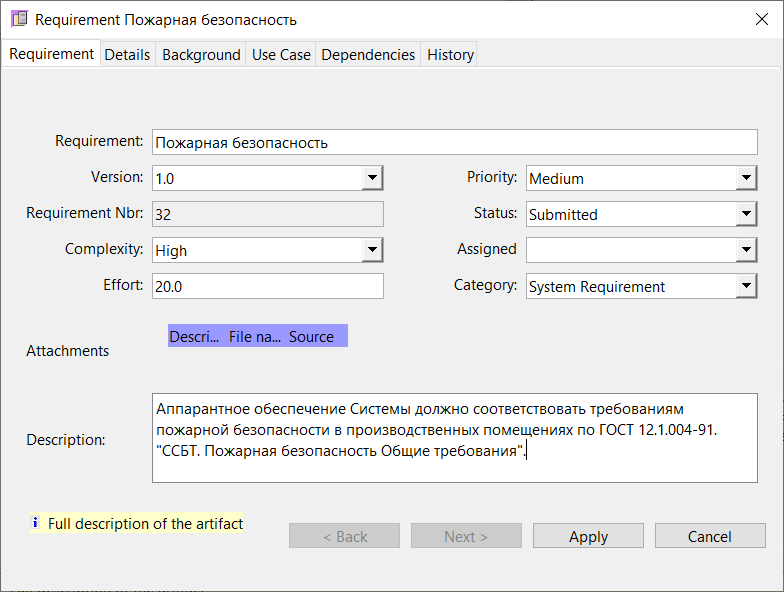 Requirement Пожарная безопасность
Requirement Details Background Use Case Dependencies History
Requirement: Пожарная безопасность
Version: 1.0 Priority: Medium
Requirement Nbr: 32 Status: Submitted
Complexity: High Assigned
Effort: 20.0 Category: System Requirement
Attachments Descri... File na... Source
Description:
Аппарантное обеспечение Системы должно соответствовать требованиям
пожарной безопасности в производственных помещениях по ГОСТ 12.1.004-91.
"ССБТ. Пожарная безопасность Общие требования".
Full description of the artifact
< Back Next > Apply Cancel